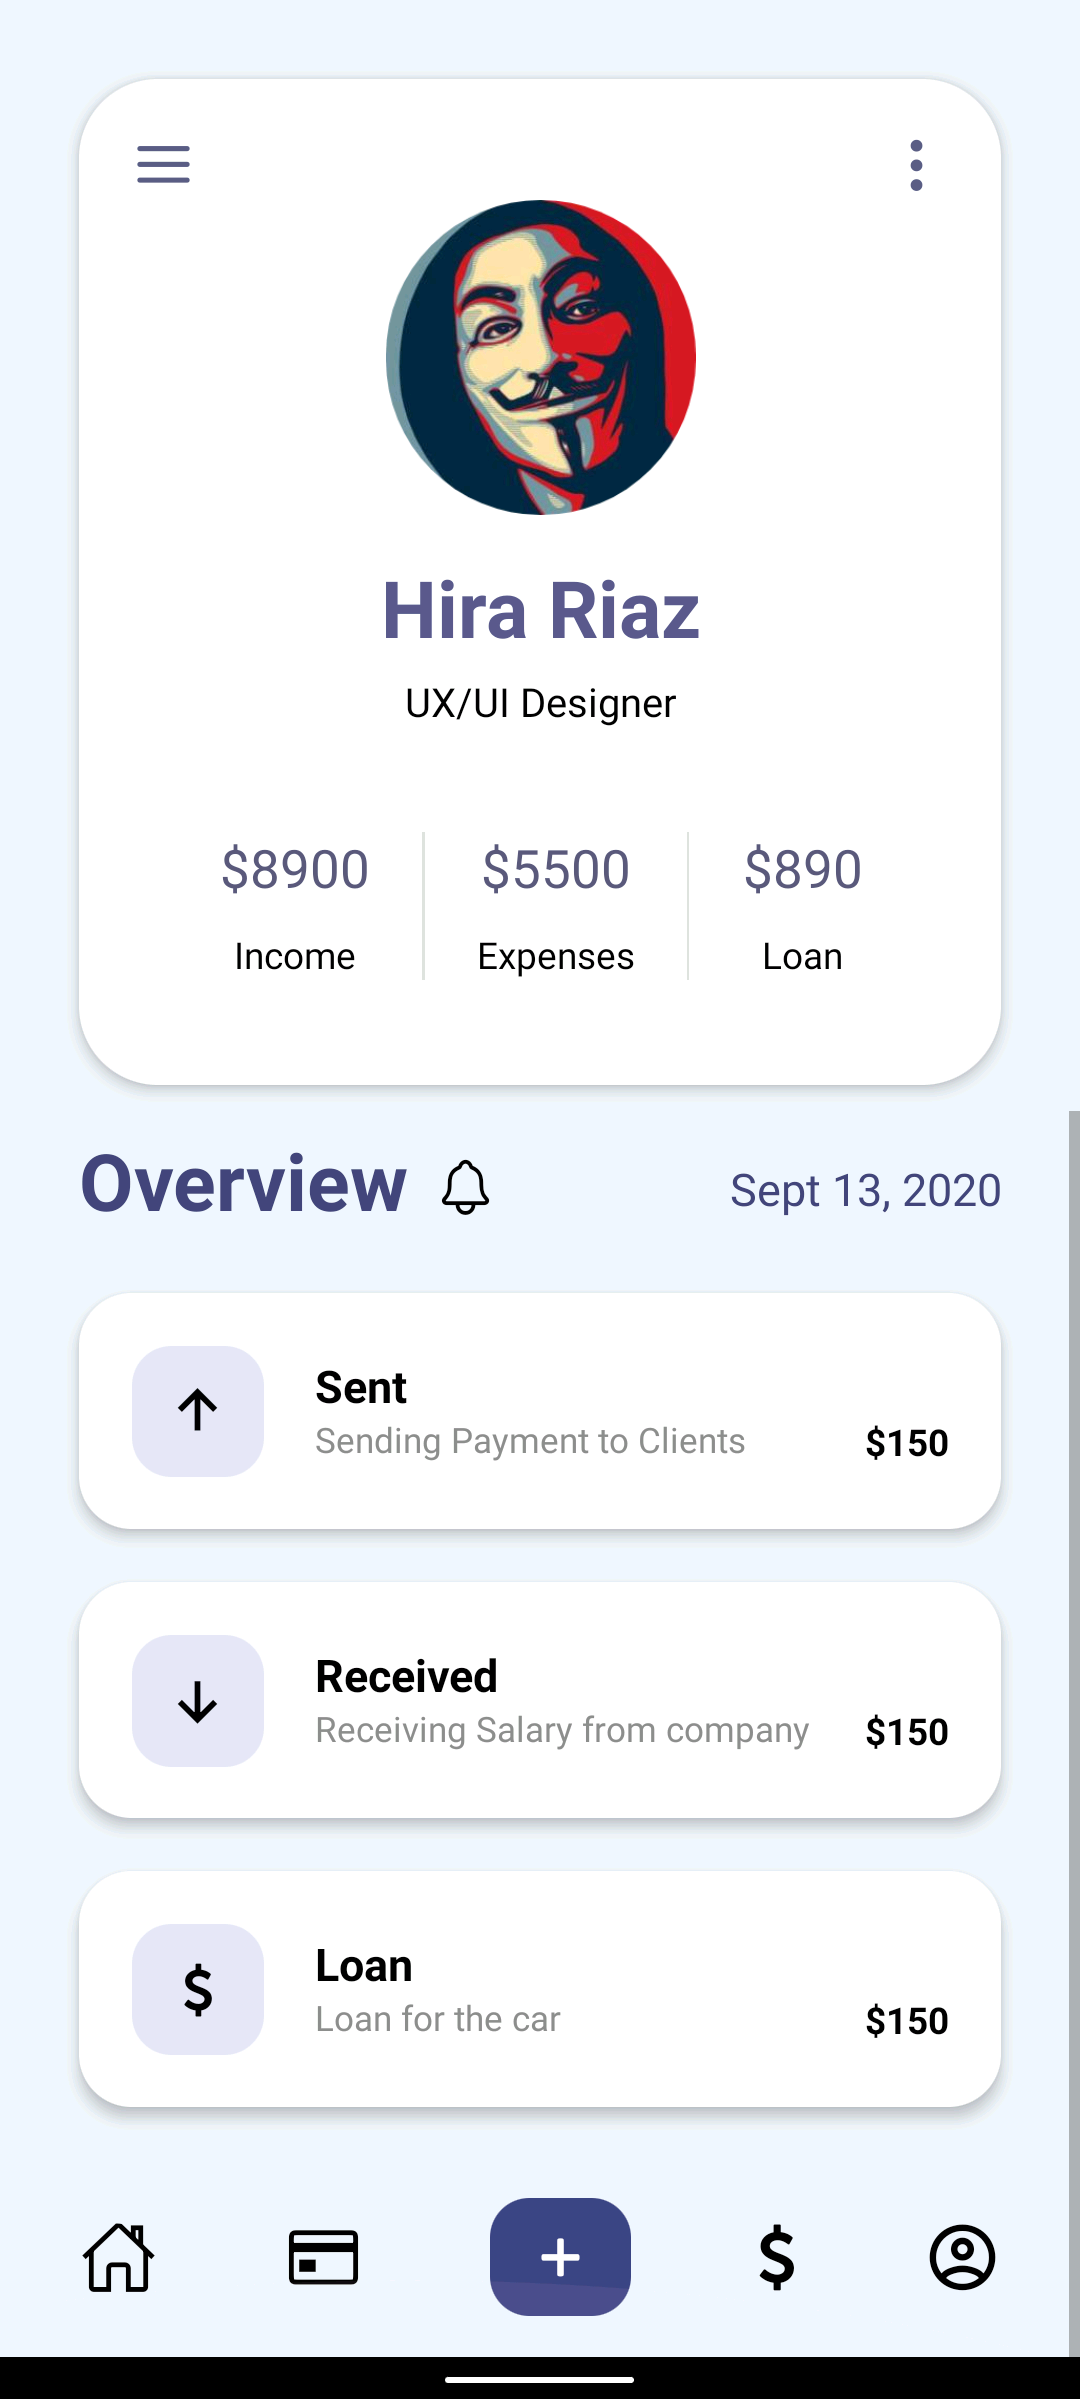 Hira Riaz
UX/UI Designer
$8900 $5500 $890
Income Expenses Loan
Overview Sept 13, 2020
Sent
Sending Payment to Clients $150
Received
Receiving Salary from company $150
$
Loan
Loan for the car $150
+ $